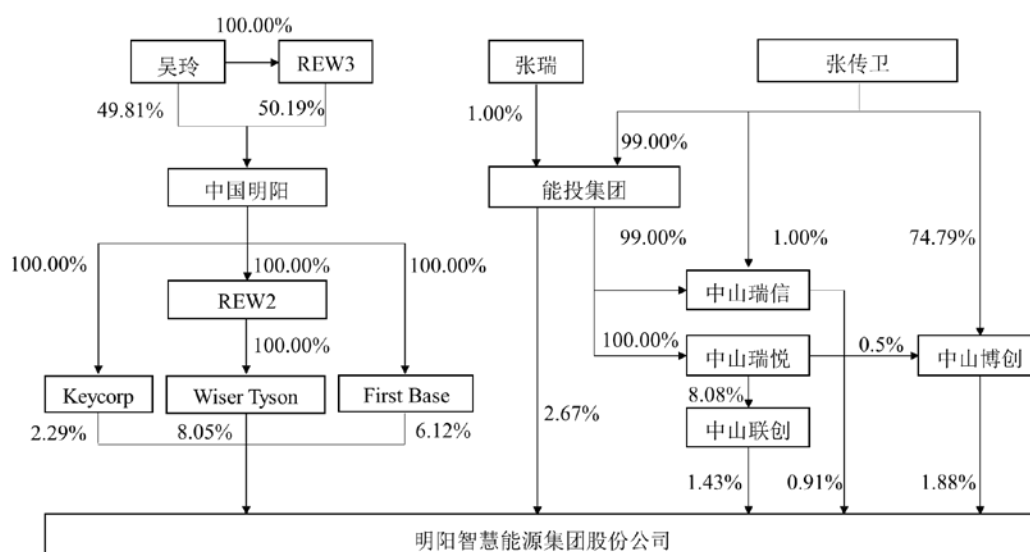 100.00%
吴玲
REW3
张瑞
张传卫
49.81%
50.19%
1.00%
99.00%
中国明阳
能投集团
100.00%
100.00%
100.00%
99.00%
1.00%
74.79%
REW2
中山瑞信
100.00%
100.00%
中山瑞悦
0.5%
中山博创
Keycorp
Wiser Tyson
First Base
8.08%
2.29%
8.05%
6.12%
2.67%
中山联创
1.43%
0.91%
1.88%
明阳智慧能源集团股份公司